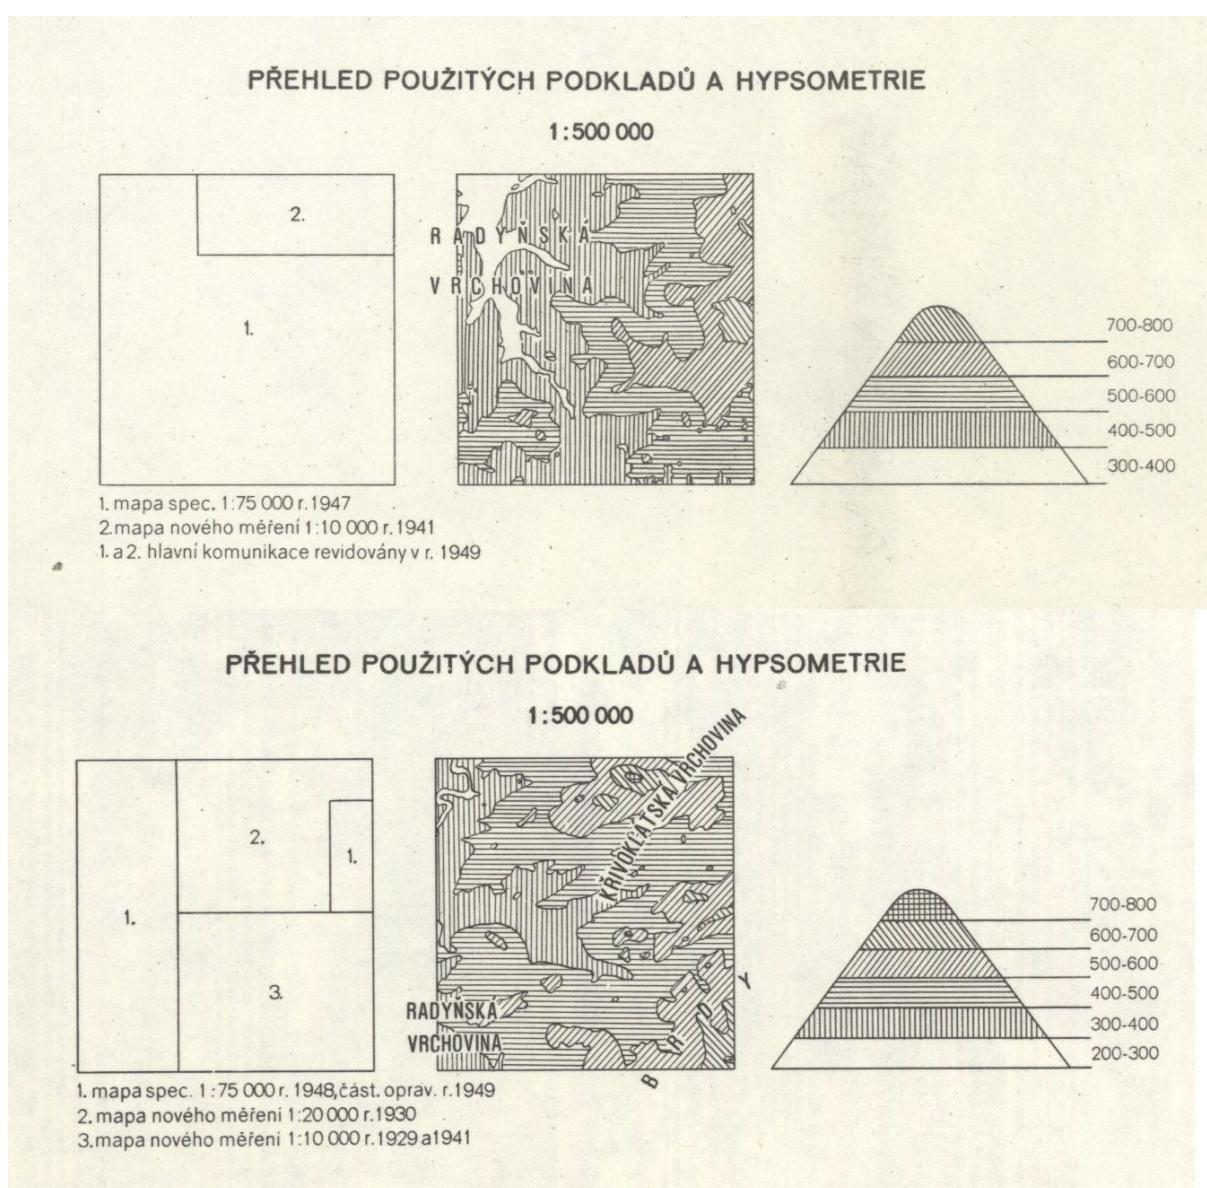 PŘEHLED POUŽITÝCH PODKLADŮ A HYPSOMETRIE
1:500 000
2.
1.
RADYŇSKÁ
VRCHOVINA
700-800
600-700
500-600
400-500
300-400
1. mapa spec. 1:75 000 r.1947
2.mapa nového měření 1:10 000 r.1941
1. a 2. hlavní komunikace revidovány v r. 1949
PŘEHLED POUŽITÝCH PODKLADŮ A HYPSOMETRIE
1:500 000
2.
1.
1.
3.
KŘIVOKLÁTSKÁ VRCHOVINA
RADYŇSKÁ
VRCHOVINA
BRDY
700-800
600-700
500-600
400-500
300-400
200-300
1. mapa spec. 1:75 000 r. 1948,část. oprav. r.1949
2. mapa nového měření 1:20 000 r.1930
3.mapa nového měření 1:10 000 r.1929 a1941